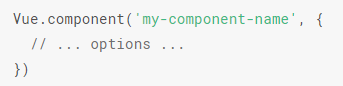 Vue.component('my-component-name', {
  // ... options ...
})